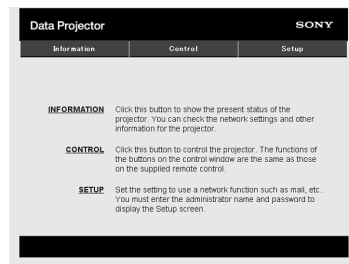 Data Projector SONY
Information Control Setup
INFORMATION Click this button to show the present status of the
projector. You can check the network settings and other
information for the projector.
CONTROL Click this button to control the projector. The functions of
the buttons on the control window are the same as those
on the supplied remote control.
SETUP Set the setting to use a network function such as mail, etc..
You must enter the administrator name and password to
display the Setup screen.